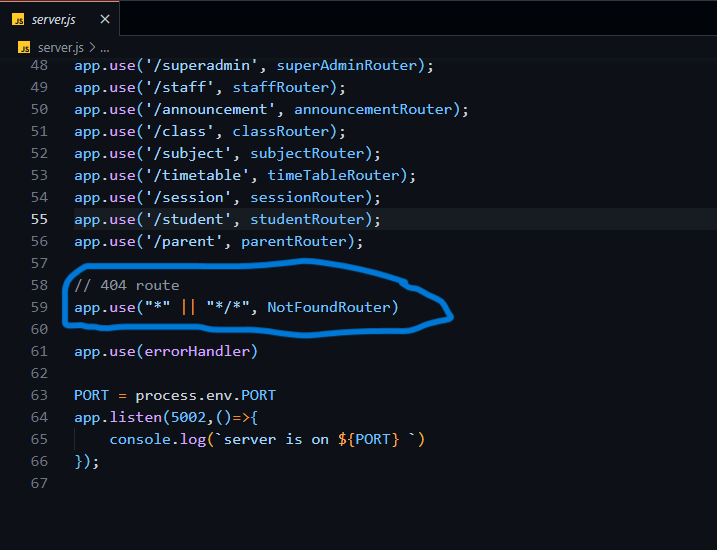 JS server.js ×
JS server.js > ...
48 app.use('/superadmin', superAdminRouter);
49 app.use('/staff', staffRouter);
50 app.use('/announcement', announcementRouter);
51 app.use('/class', classRouter);
52 app.use('/subject', subjectRouter);
53 app.use('/timetable', timeTableRouter);
54 app.use('/session', sessionRouter);
55 app.use('/student', studentRouter);
56 app.use('/parent', parentRouter);
57
58 // 404 route
59 app.use("*" || "*/*", NotFoundRouter)
60
61 app.use(errorHandler)
62
63 PORT = process.env.PORT
64 app.listen(5002,()=>{
65     console.log(`server is on ${PORT} `)
66 });
67